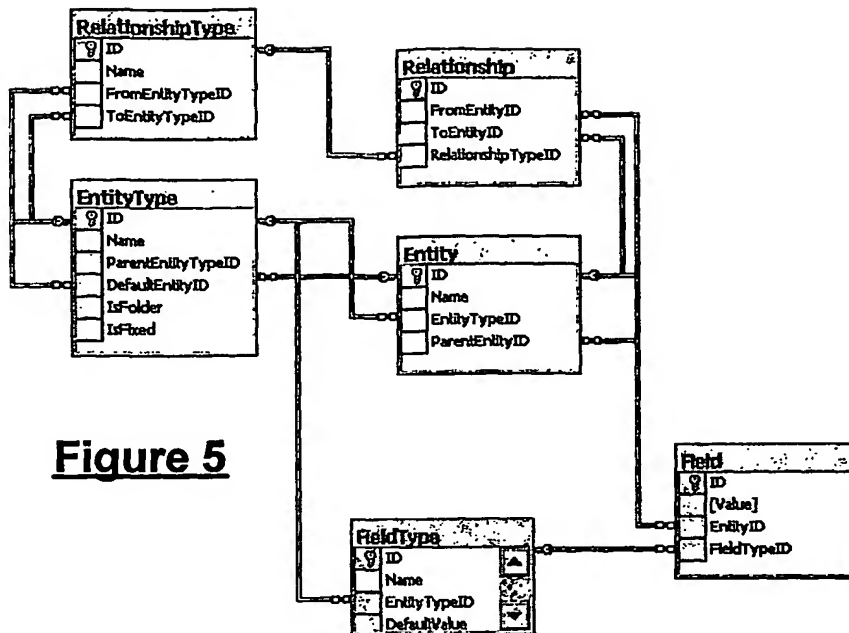 RelationshipType
ID
Name
FromEntityTypeID
ToEntityTypeID
Relationship
ID
FromEntityID
ToEntityID
RelationshipTypeID
EntityType
ID
Name
ParentEntityTypeID
DefaultEntityID
IsFolder
IsFixed
Entity
ID
Name
EntityTypeID
ParentEntityID
Figure 5
Field
ID
[Value]
EntityID
FieldTypeID
FieldType
ID
Name
EntityTypeID
DefaultValue